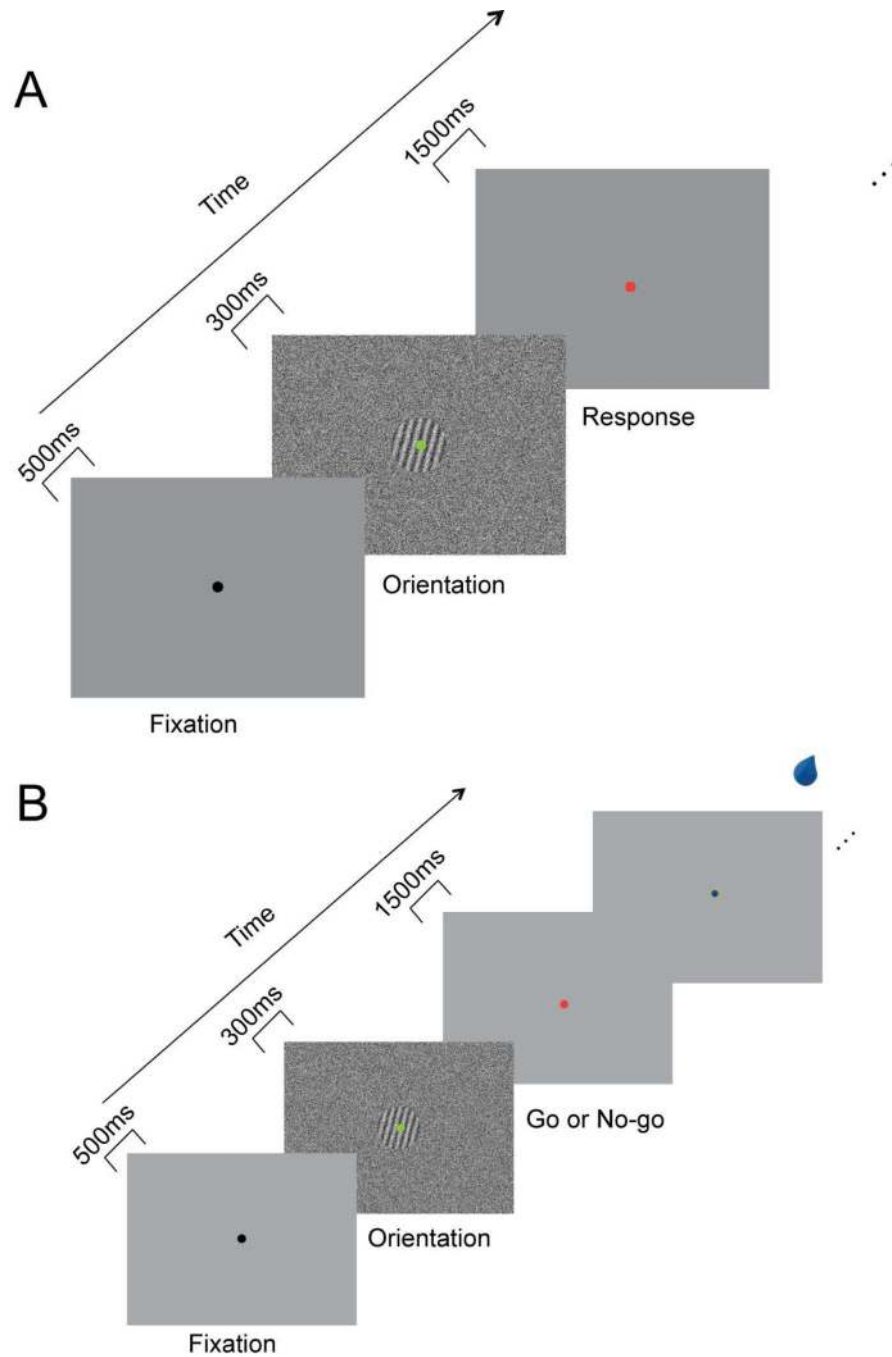 A
1500ms
Time
300ms
Response
500ms
Orientation
Fixation
B
1500ms
Time
300ms
Go or No-go
500ms
Orientation
Fixation